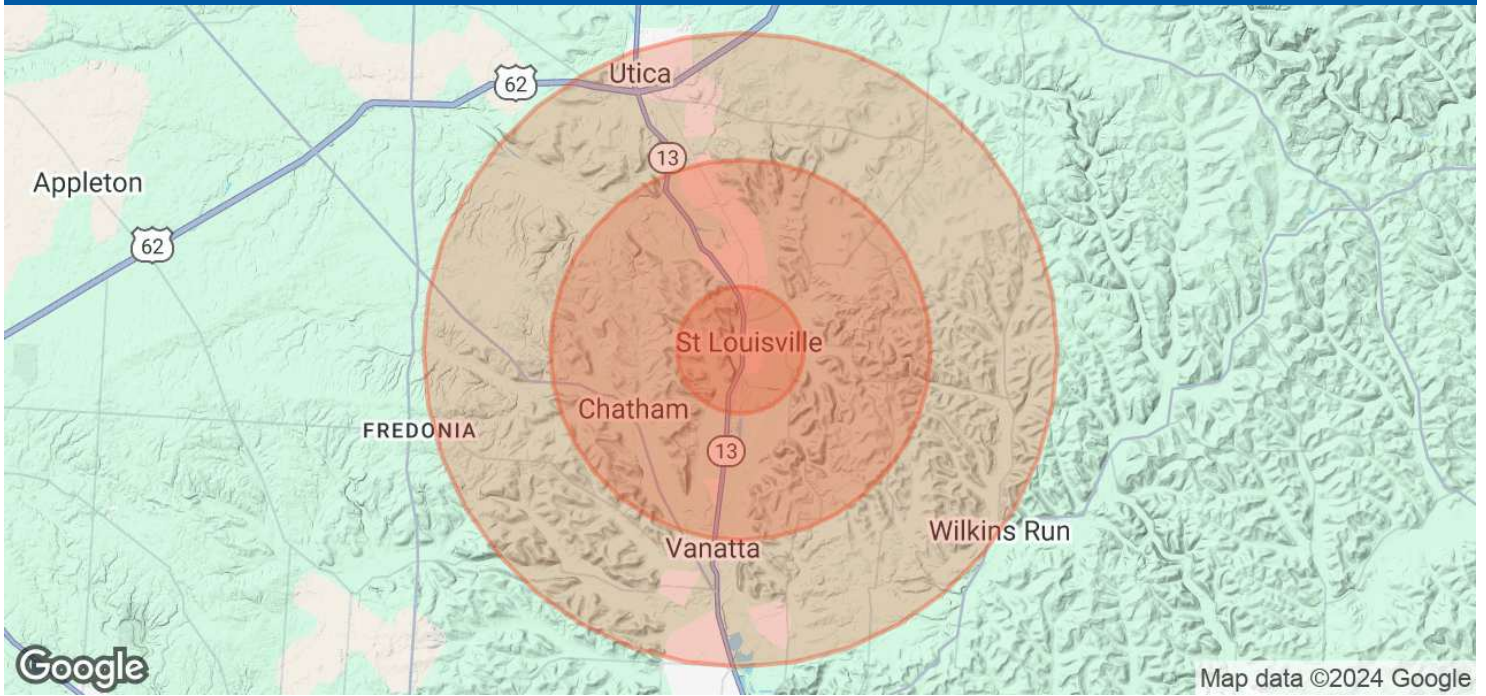 Utica
62
13
Appleton
62
St Louisville
Chatham
FREDONIA
13
Wilkins Run
Vanatta
Google
Map data ©2024 Google